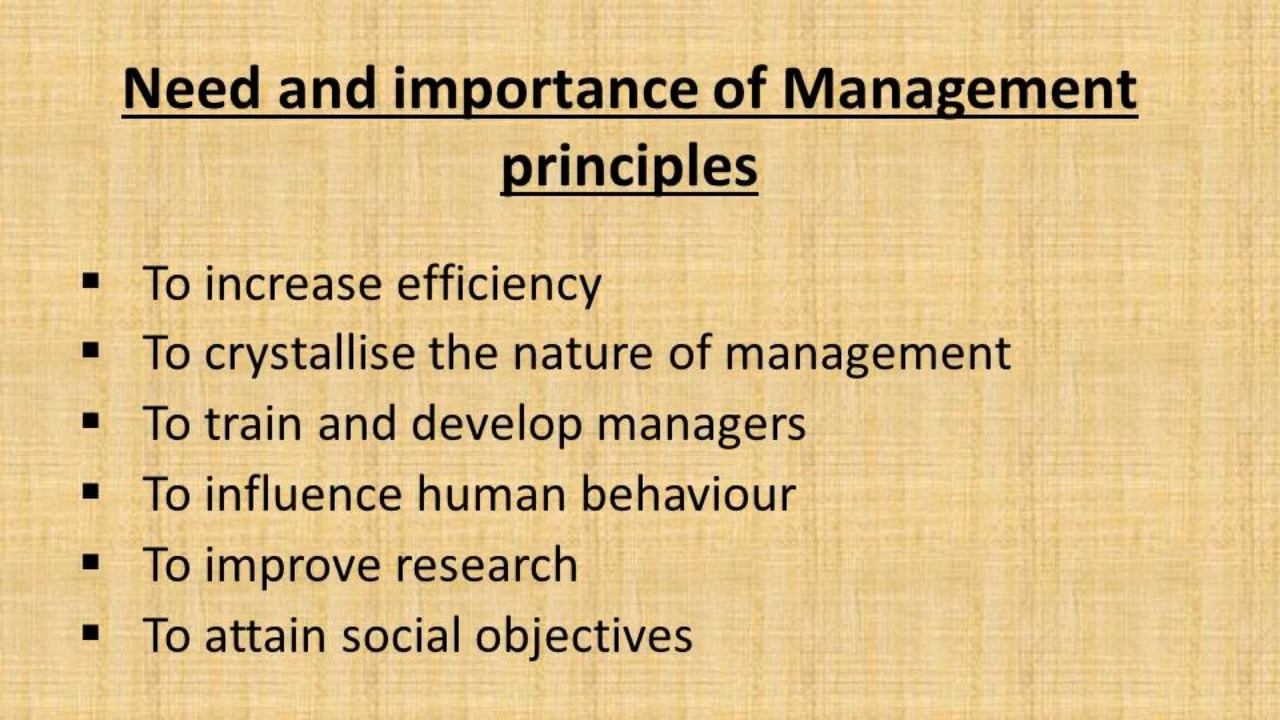 Need and importance of Management
principles
▪ To increase efficiency
▪ To crystallise the nature of management
▪ To train and develop managers
▪ To influence human behaviour
▪ To improve research
▪ To attain social objectives